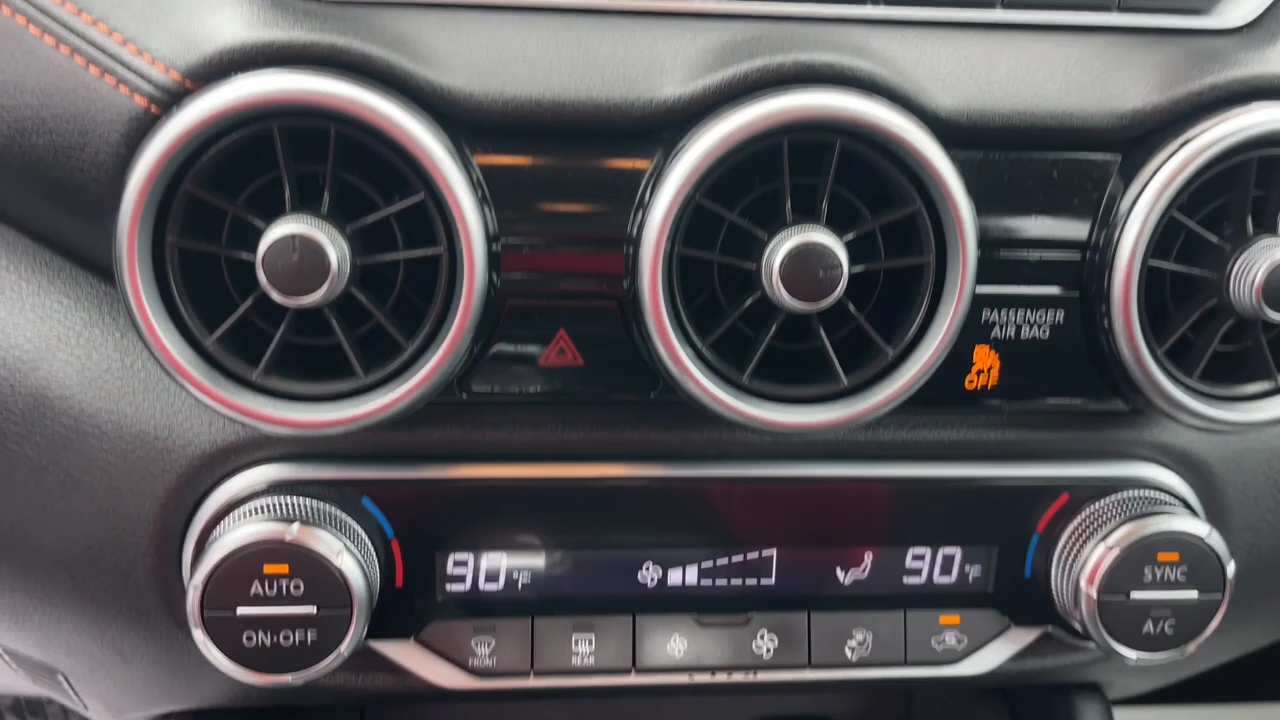 PASSENGER
AIR BAG
OFF
90°F
90°F
AUTO
ON·OFF
SYNC
A/C
FRONT
REAR